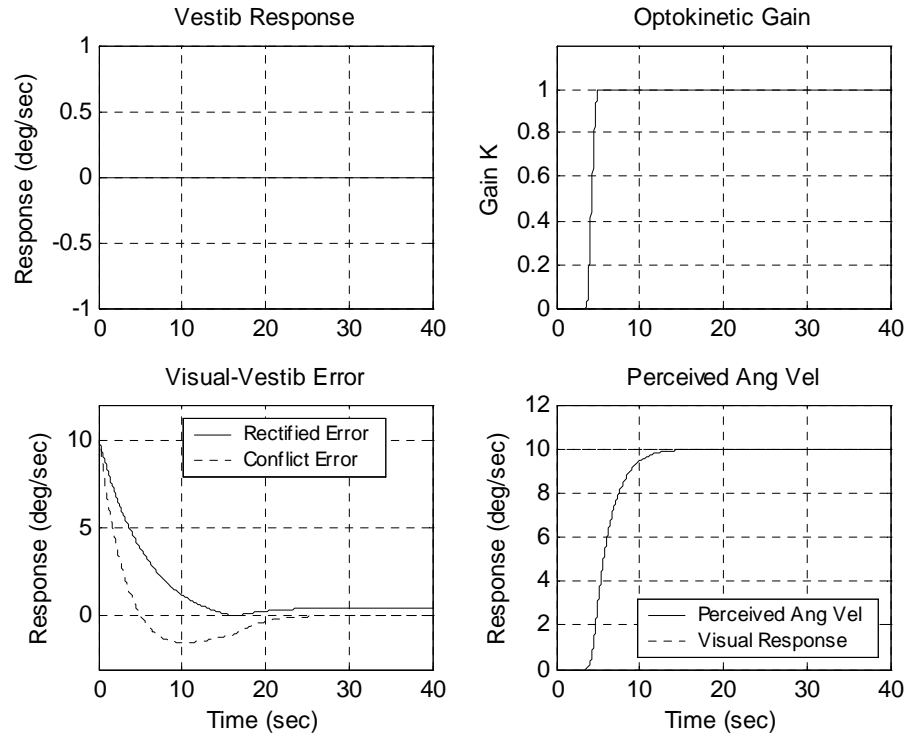 Vestib Response
Response (deg/sec)
1
0.5
0
-0.5
-1
0 10 20 30 40
Optokinetic Gain
Gain K
1
0.8
0.6
0.4
0.2
0
0 10 20 30 40
Visual-Vestib Error
Response (deg/sec)
10
5
0
Rectified Error
Conflict Error
0 10 20 30 40
Time (sec)
Perceived Ang Vel
Response (deg/sec)
12
10
8
6
4
2
0
Perceived Ang Vel
Visual Response
0 10 20 30 40
Time (sec)